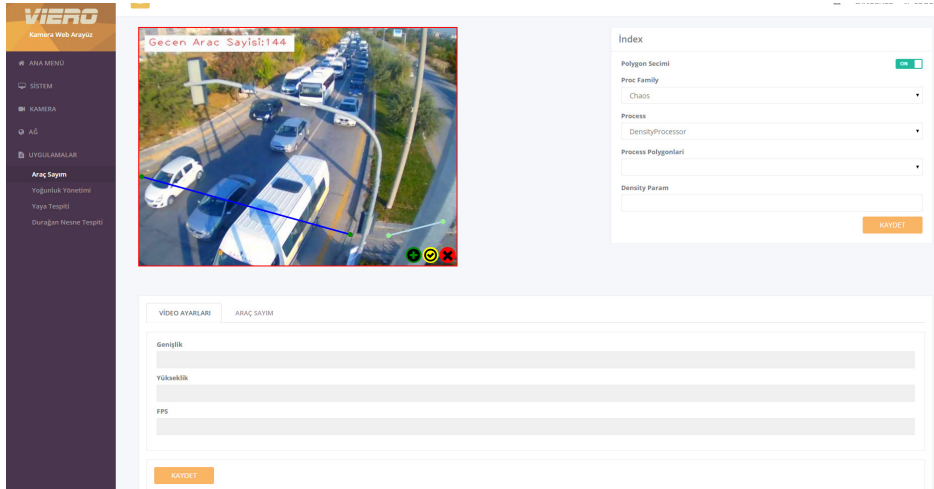 VIERO
Kamera Web Arayüz
ANA MENÜ
SİSTEM
KAMERA
AĞ
UYGULAMALAR
Araç Sayım
Yoğunluk Yönetimi
Yaya Tespiti
Durağan Nesne Tespiti
Gecen Arac Sayisi:144
Index
Polygon Secimi
ON
Proc Family
Chaos
Process
DensityProcessor
Process Polygonlari
Density Param
KAYDET
VİDEO AYARLARI
ARAÇ SAYIM
Genişlik
Yükseklik
FPS
KAYDET